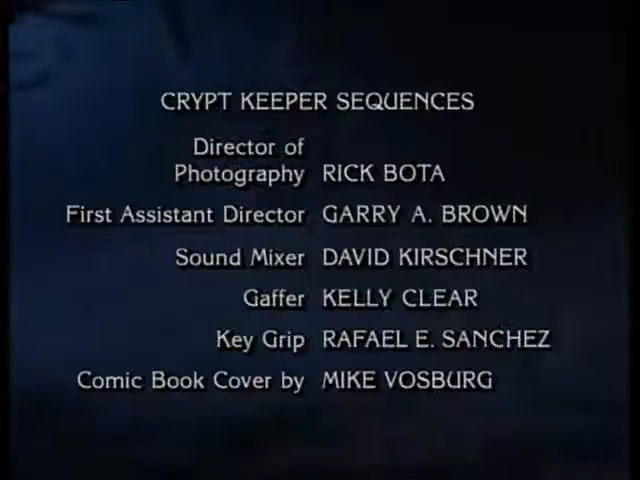 CRYPT KEEPER SEQUENCES
Director of
Photography RICK BOTA
First Assistant Director GARRY A. BROWN
Sound Mixer DAVID KIRSCHNER
Gaffer KELLY CLEAR
Key Grip RAFAEL E. SANCHEZ
Comic Book Cover by MIKE VOSBURG